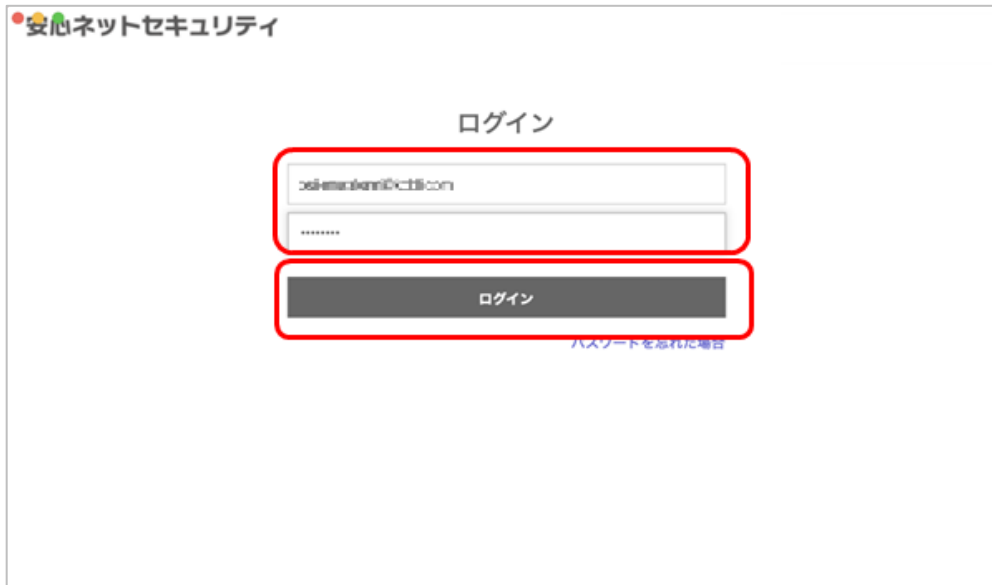 安心ネットセキュリティ
ログイン
ログイン
パスワードを忘れた場合